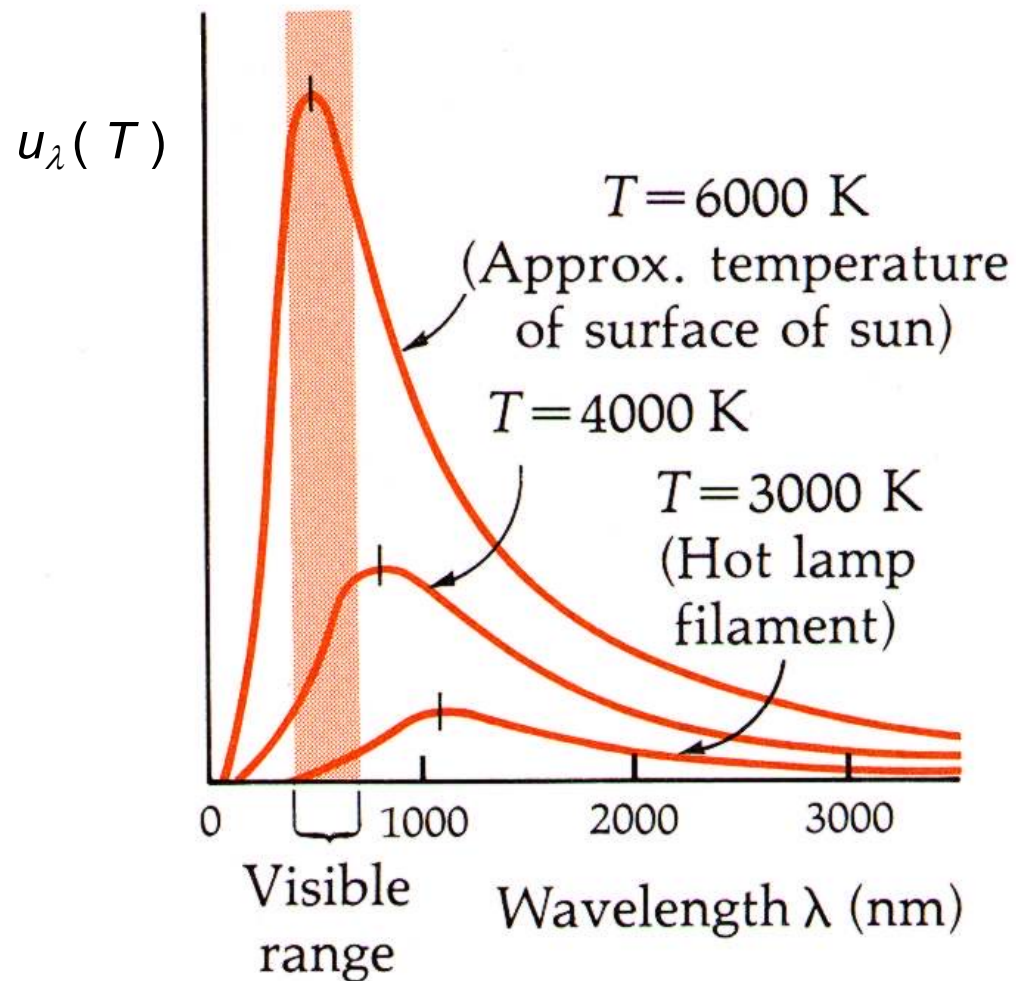 u_λ( T )
T=6000 K
(Approx. temperature
of surface of sun)
T=4000 K
T=3000 K
(Hot lamp
filament)
0
1000
2000
3000
Visible
range
Wavelength λ (nm)